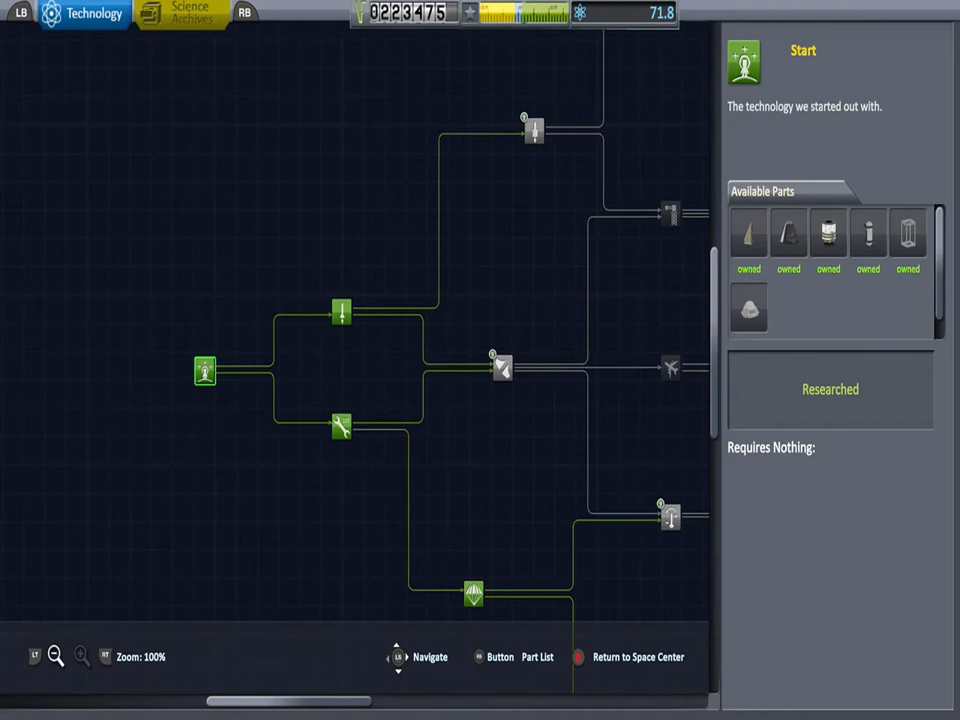 LB
Technology
Science
Archives
RB
0223475
71.8
Start
The technology we started out with.
Available Parts
owned owned owned owned owned
Researched
Requires Nothing:
LT RT Zoom: 100%
LS Navigate
Button Part List
Return to Space Center